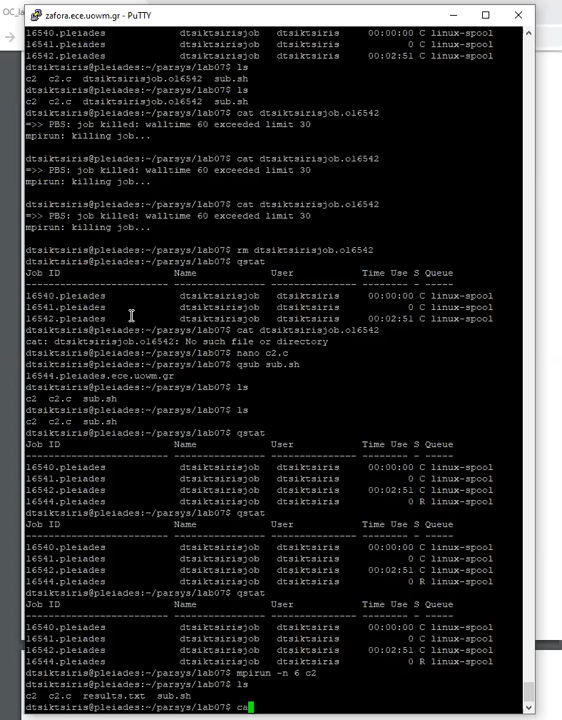 OC_la
zafora.ece.uowm.gr - PuTTY
16540.pleiades dtsiktsirisjob dtsiktsiris 00:00:00 C linux-spool
16541.pleiades dtsiktsirisjob dtsiktsiris 0 C linux-spool
16542.pleiades dtsiktsirisjob dtsiktsiris 00:02:51 C linux-spool
dtsiktsiris@pleiades:~/parsys/lab07$ ls
c2 c2.c dtsiktsirisjob.o16542 sub.sh
dtsiktsiris@pleiades:~/parsys/lab07$ ls
c2 c2.c dtsiktsirisjob.o16542 sub.sh
dtsiktsiris@pleiades:~/parsys/lab07$ cat dtsiktsirisjob.o16542
=>> PBS: job killed: walltime 60 exceeded limit 30
mpirun: killing job...
dtsiktsiris@pleiades:~/parsys/lab07$ cat dtsiktsirisjob.o16542
=>> PBS: job killed: walltime 60 exceeded limit 30
mpirun: killing job...
dtsiktsiris@pleiades:~/parsys/lab07$ cat dtsiktsirisjob.o16542
=>> PBS: job killed: walltime 60 exceeded limit 30
mpirun: killing job...
dtsiktsiris@pleiades:~/parsys/lab07$ rm dtsiktsirisjob.o16542
dtsiktsiris@pleiades:~/parsys/lab07$ qstat
Job ID Name User Time Use S Queue
------------------------- ---------------- --------------- -------- - -----
16540.pleiades dtsiktsirisjob dtsiktsiris 00:00:00 C linux-spool
16541.pleiades dtsiktsirisjob dtsiktsiris 0 C linux-spool
16542.pleiades dtsiktsirisjob dtsiktsiris 00:02:51 C linux-spool
dtsiktsiris@pleiades:~/parsys/lab07$ cat dtsiktsirisjob.o16542
cat: dtsiktsirisjob.o16542: No such file or directory
dtsiktsiris@pleiades:~/parsys/lab07$ nano c2.c
dtsiktsiris@pleiades:~/parsys/lab07$ qsub sub.sh
16544.pleiades.ece.uowm.gr
dtsiktsiris@pleiades:~/parsys/lab07$ ls
c2 c2.c sub.sh
dtsiktsiris@pleiades:~/parsys/lab07$ ls
c2 c2.c sub.sh
dtsiktsiris@pleiades:~/parsys/lab07$ qstat
Job ID Name User Time Use S Queue
------------------------- ---------------- --------------- -------- - -----
16540.pleiades dtsiktsirisjob dtsiktsiris 00:00:00 C linux-spool
16541.pleiades dtsiktsirisjob dtsiktsiris 0 C linux-spool
16542.pleiades dtsiktsirisjob dtsiktsiris 00:02:51 C linux-spool
16544.pleiades dtsiktsirisjob dtsiktsiris 0 R linux-spool
dtsiktsiris@pleiades:~/parsys/lab07$ qstat
Job ID Name User Time Use S Queue
------------------------- ---------------- --------------- -------- - -----
16540.pleiades dtsiktsirisjob dtsiktsiris 00:00:00 C linux-spool
16541.pleiades dtsiktsirisjob dtsiktsiris 0 C linux-spool
16542.pleiades dtsiktsirisjob dtsiktsiris 00:02:51 C linux-spool
16544.pleiades dtsiktsirisjob dtsiktsiris 0 R linux-spool
dtsiktsiris@pleiades:~/parsys/lab07$ qstat
Job ID Name User Time Use S Queue
------------------------- ---------------- --------------- -------- - -----
16540.pleiades dtsiktsirisjob dtsiktsiris 00:00:00 C linux-spool
16541.pleiades dtsiktsirisjob dtsiktsiris 0 C linux-spool
16542.pleiades dtsiktsirisjob dtsiktsiris 00:02:51 C linux-spool
16544.pleiades dtsiktsirisjob dtsiktsiris 0 R linux-spool
dtsiktsiris@pleiades:~/parsys/lab07$ mpirun -n 6 c2
dtsiktsiris@pleiades:~/parsys/lab07$ ls
c2 c2.c results.txt sub.sh
dtsiktsiris@pleiades:~/parsys/lab07$ ca